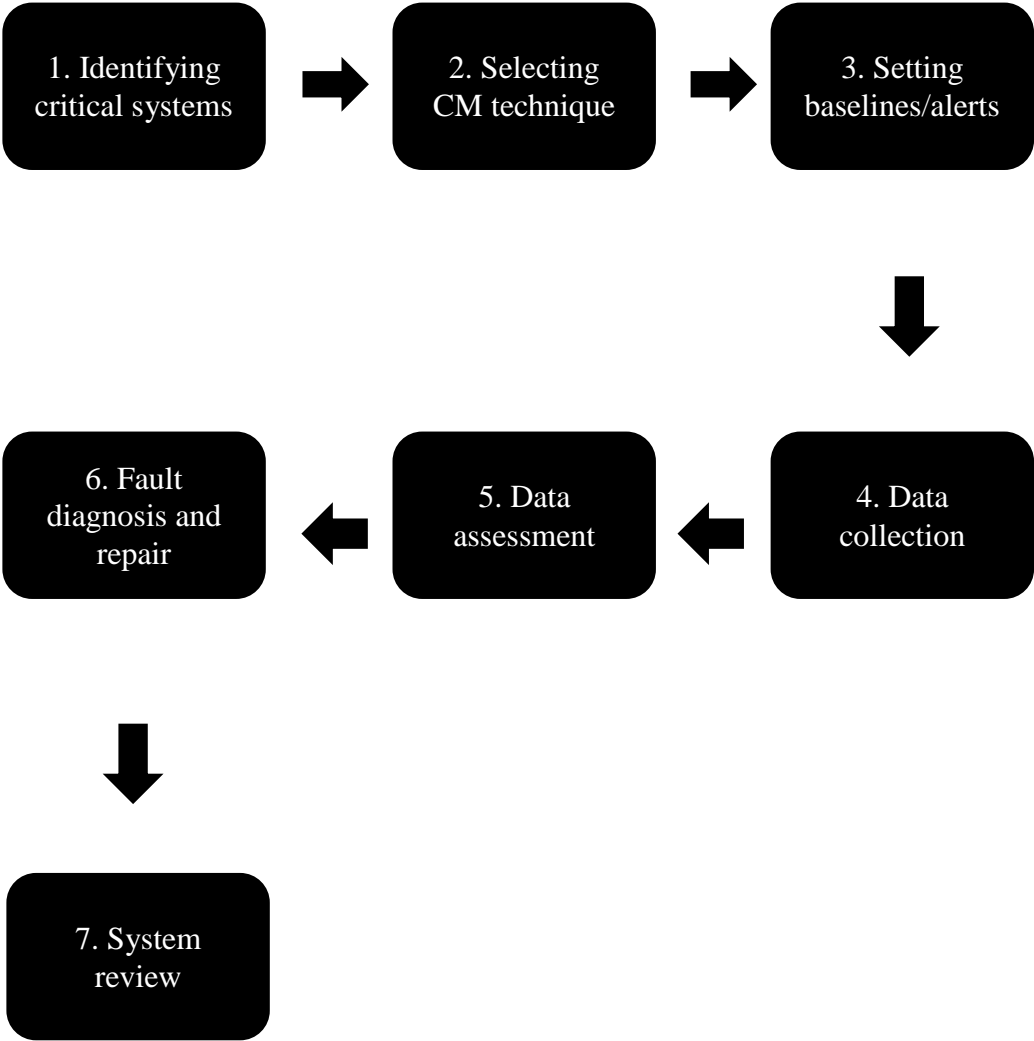 1. Identifying
critical systems
2. Selecting
CM technique
3. Setting
baselines/alerts
4. Data
collection
5. Data
assessment
6. Fault
diagnosis and
repair
7. System
review